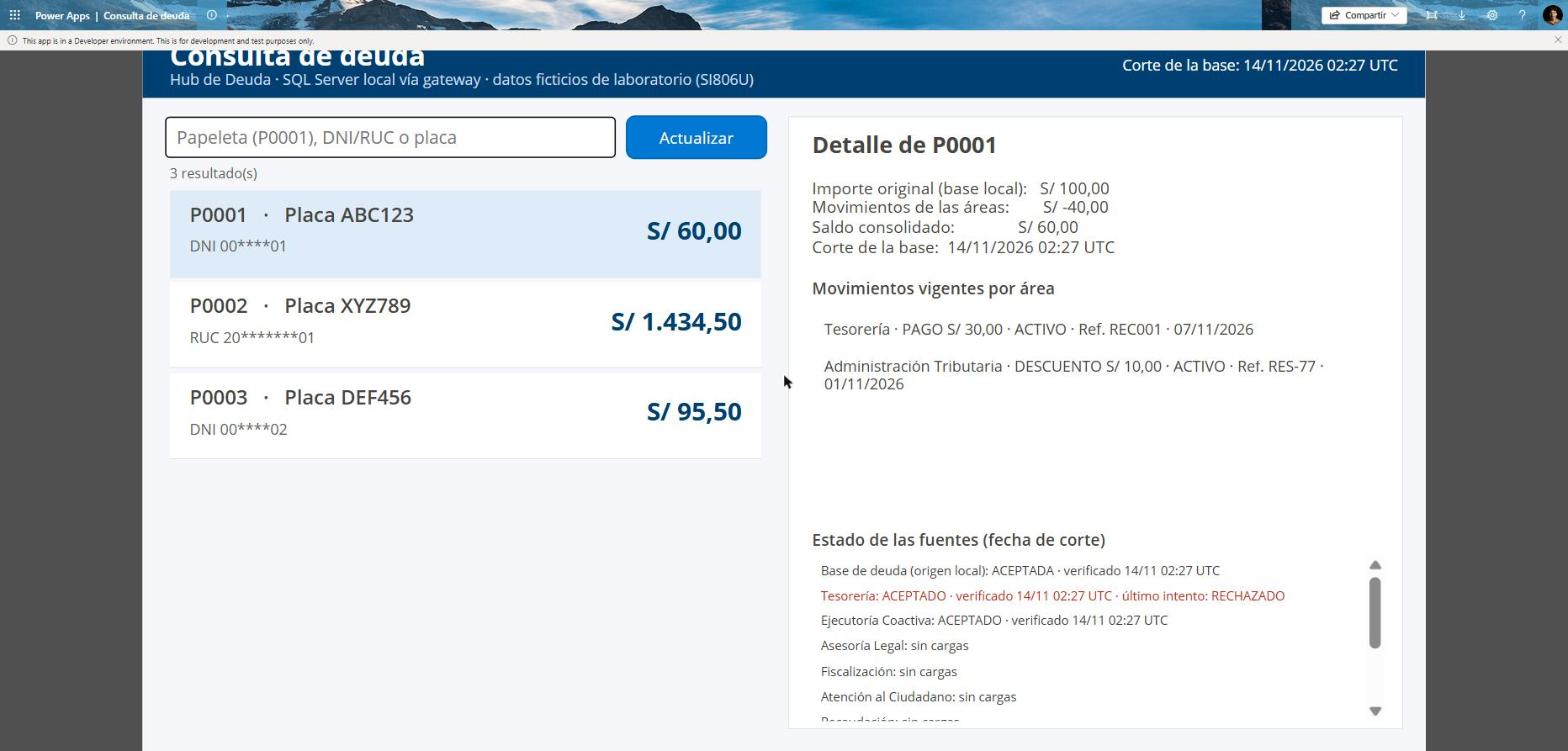 Power Apps | Consulta de deuda
Compartir
This app is in a Developer environment. This is for development and test purposes only.
Consulta de deuda
Hub de Deuda · SQL Server local vía gateway · datos ficticios de laboratorio (SI806U)
Corte de la base: 14/11/2026 02:27 UTC
Papeleta (P0001), DNI/RUC o placa
Actualizar
3 resultado(s)
P0001 · Placa ABC123
DNI 00****01
S/ 60,00
P0002 · Placa XYZ789
RUC 20*******01
S/ 1.434,50
P0003 · Placa DEF456
DNI 00****02
S/ 95,50
Detalle de P0001
Importe original (base local): S/ 100,00
Movimientos de las áreas: S/ -40,00
Saldo consolidado: S/ 60,00
Corte de la base: 14/11/2026 02:27 UTC
Movimientos vigentes por área
Tesorería · PAGO S/ 30,00 · ACTIVO · Ref. REC001 · 07/11/2026
Administración Tributaria · DESCUENTO S/ 10,00 · ACTIVO · Ref. RES-77 ·
01/11/2026
Estado de las fuentes (fecha de corte)
Base de deuda (origen local): ACEPTADA · verificado 14/11 02:27 UTC
Tesorería: ACEPTADO · verificado 14/11 02:27 UTC · último intento: RECHAZADO
Ejecutoría Coactiva: ACEPTADO · verificado 14/11 02:27 UTC
Asesoría Legal: sin cargas
Fiscalización: sin cargas
Atención al Ciudadano: sin cargas
Recaudación: sin cargas